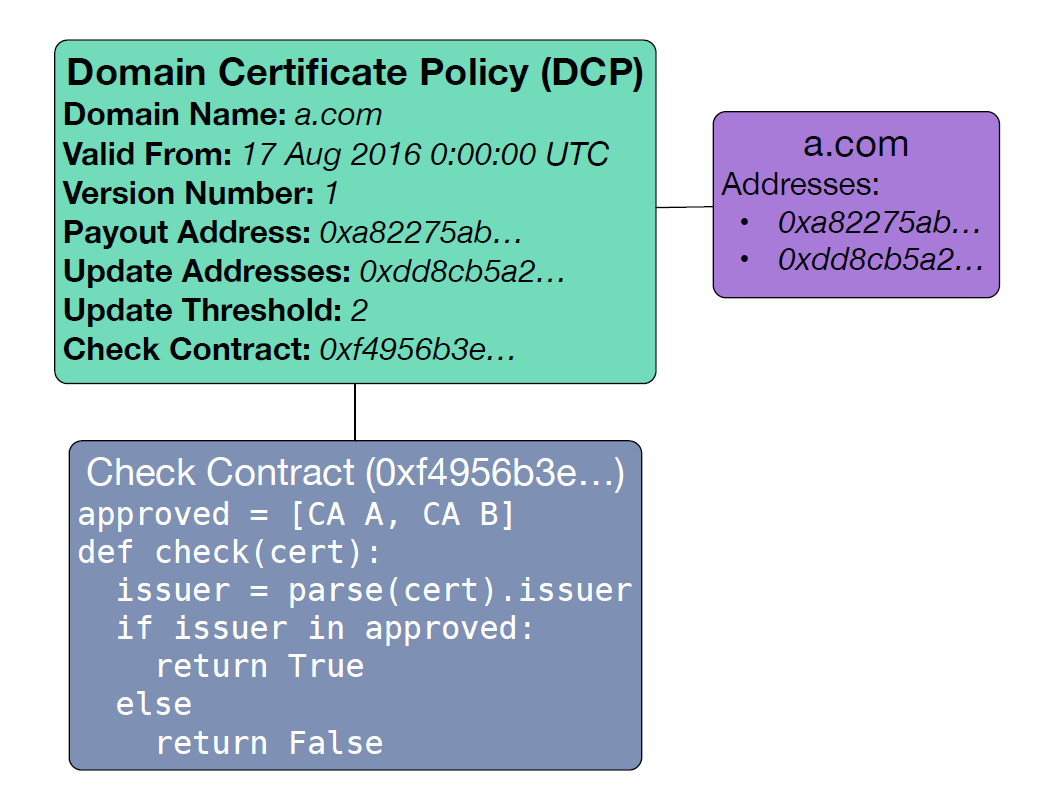 Domain Certificate Policy (DCP)
Domain Name: a.com
Valid From: 17 Aug 2016 0:00:00 UTC
Version Number: 1
Payout Address: 0xa82275ab…
Update Addresses: 0xdd8cb5a2…
Update Threshold: 2
Check Contract: 0xf4956b3e…
a.com
Addresses:
• 0xa82275ab…
• 0xdd8cb5a2…
Check Contract (0xf4956b3e…)
approved = [CA A, CA B]
def check(cert):
  issuer = parse(cert).issuer
  if issuer in approved:
    return True
  else
    return False